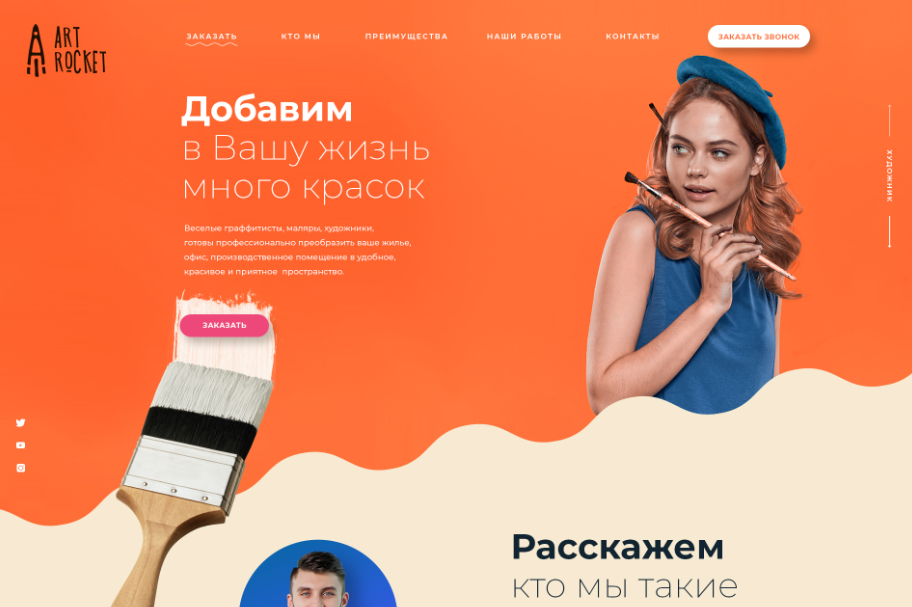 ART
ROCKET
ЗАКАЗАТЬ
КТО МЫ
ПРЕИМУЩЕСТВА
НАШИ РАБОТЫ
КОНТАКТЫ
ЗАКАЗАТЬ ЗВОНОК
Добавим
в Вашу жизнь
много красок
Веселые граффитисты, маляры, художники,
готовы профессионально преобразить ваше жилье,
офис, производственное помещение в удобное,
красивое и приятное пространство.
ЗАКАЗАТЬ
ХУДОЖНИК
Расскажем
кто мы такие